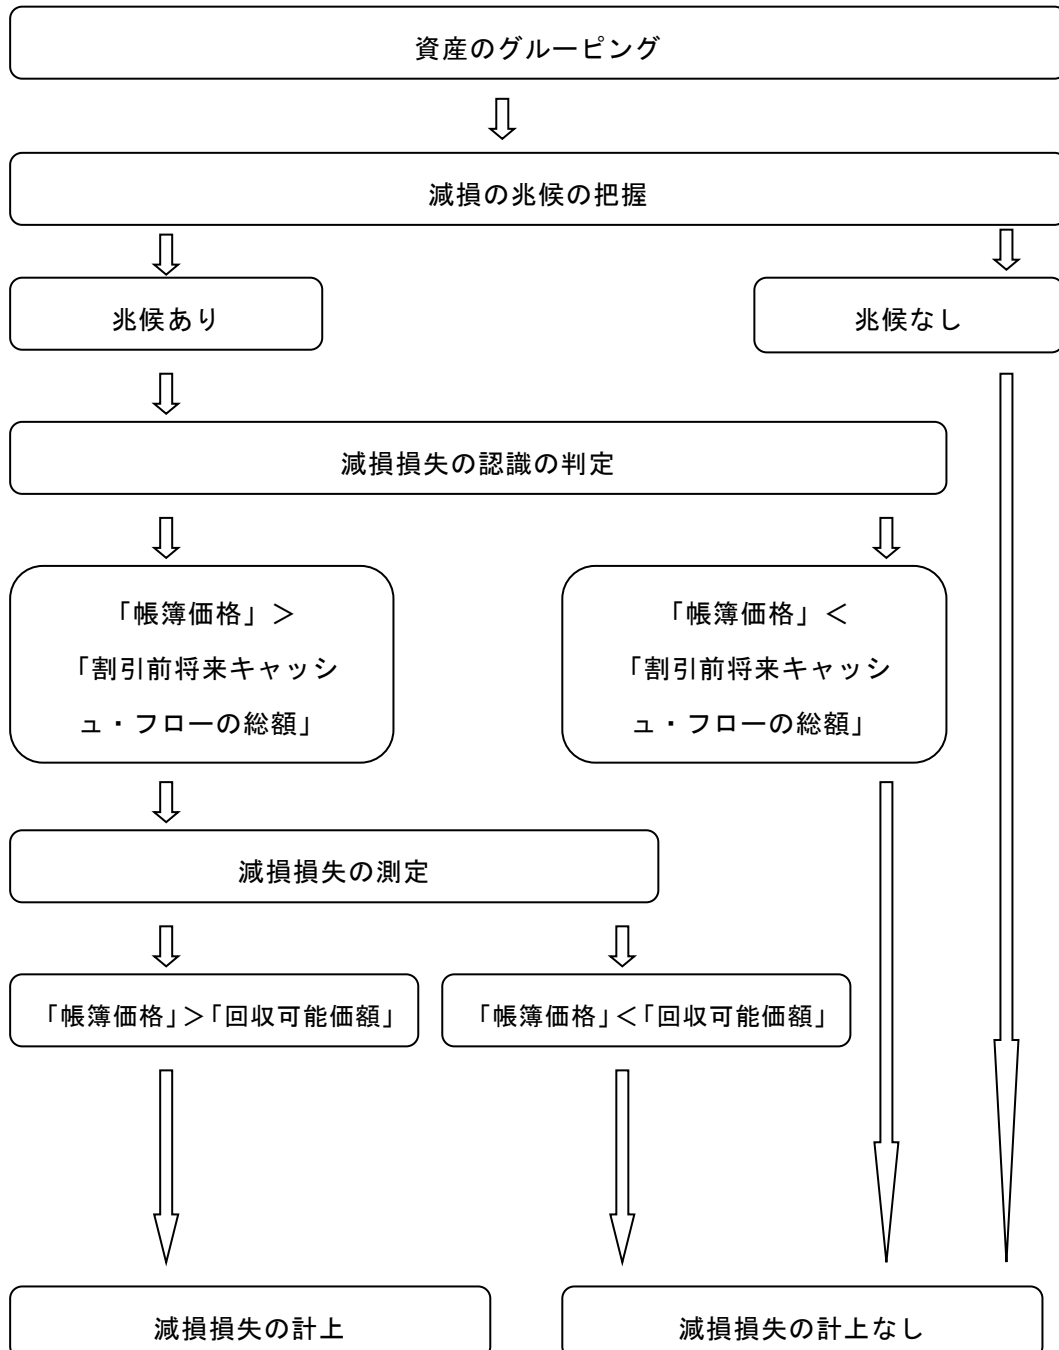 資産のグルーピング
減損の兆候の把握
兆候あり
兆候なし
減損損失の認識の判定
「帳簿価格」＞
「割引前将来キャッシ
ュ・フローの総額」
「帳簿価格」＜
「割引前将来キャッシ
ュ・フローの総額」
減損損失の測定
「帳簿価格」＞「回収可能価額」
「帳簿価格」＜「回収可能価額」
減損損失の計上
減損損失の計上なし